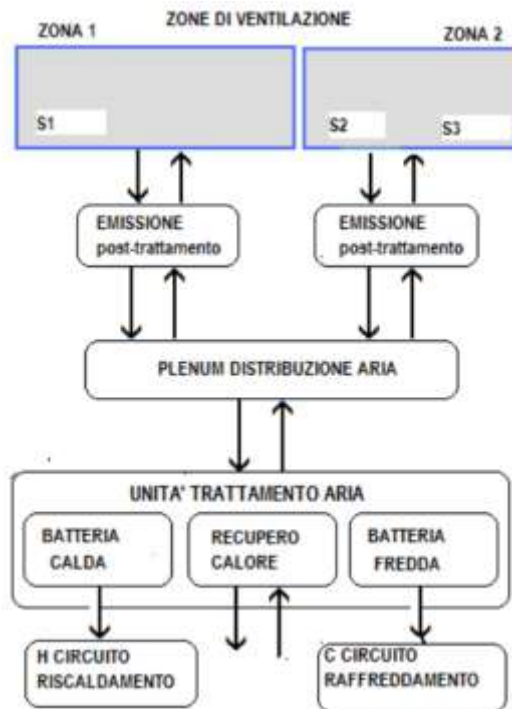 ZONE DI VENTILAZIONE
ZONA 1
ZONA 2
S1
S2
S3
EMISSIONE
post-trattamento
EMISSIONE
post-trattamento
PLENUM DISTRIBUZIONE ARIA
UNITA' TRATTAMENTO ARIA
BATTERIA
CALDA
RECUPERO
CALORE
BATTERIA
FREDDA
H CIRCUITO
RISCALDAMENTO
C CIRCUITO
RAFFREDDAMENTO